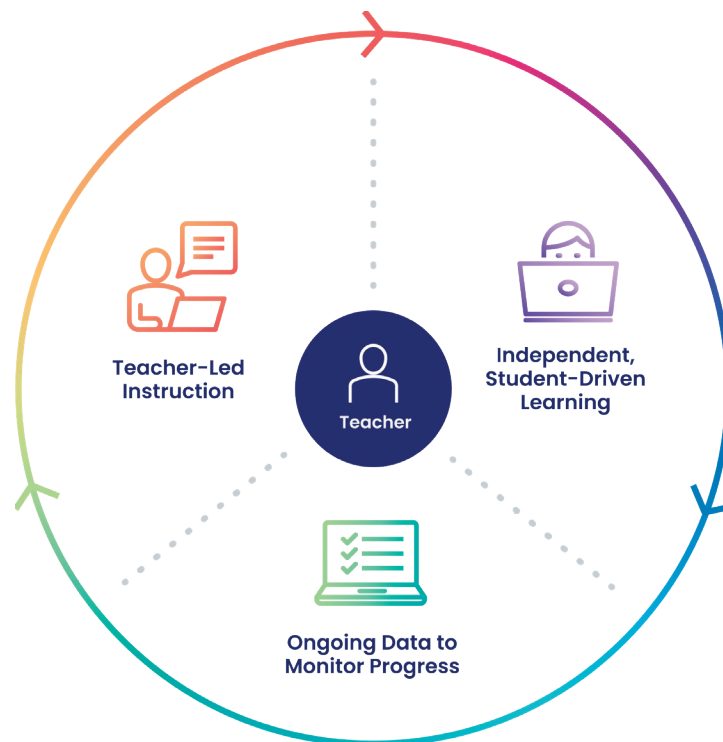 Teacher-Led
Instruction
Teacher
Independent,
Student-Driven
Learning
Ongoing Data to
Monitor Progress